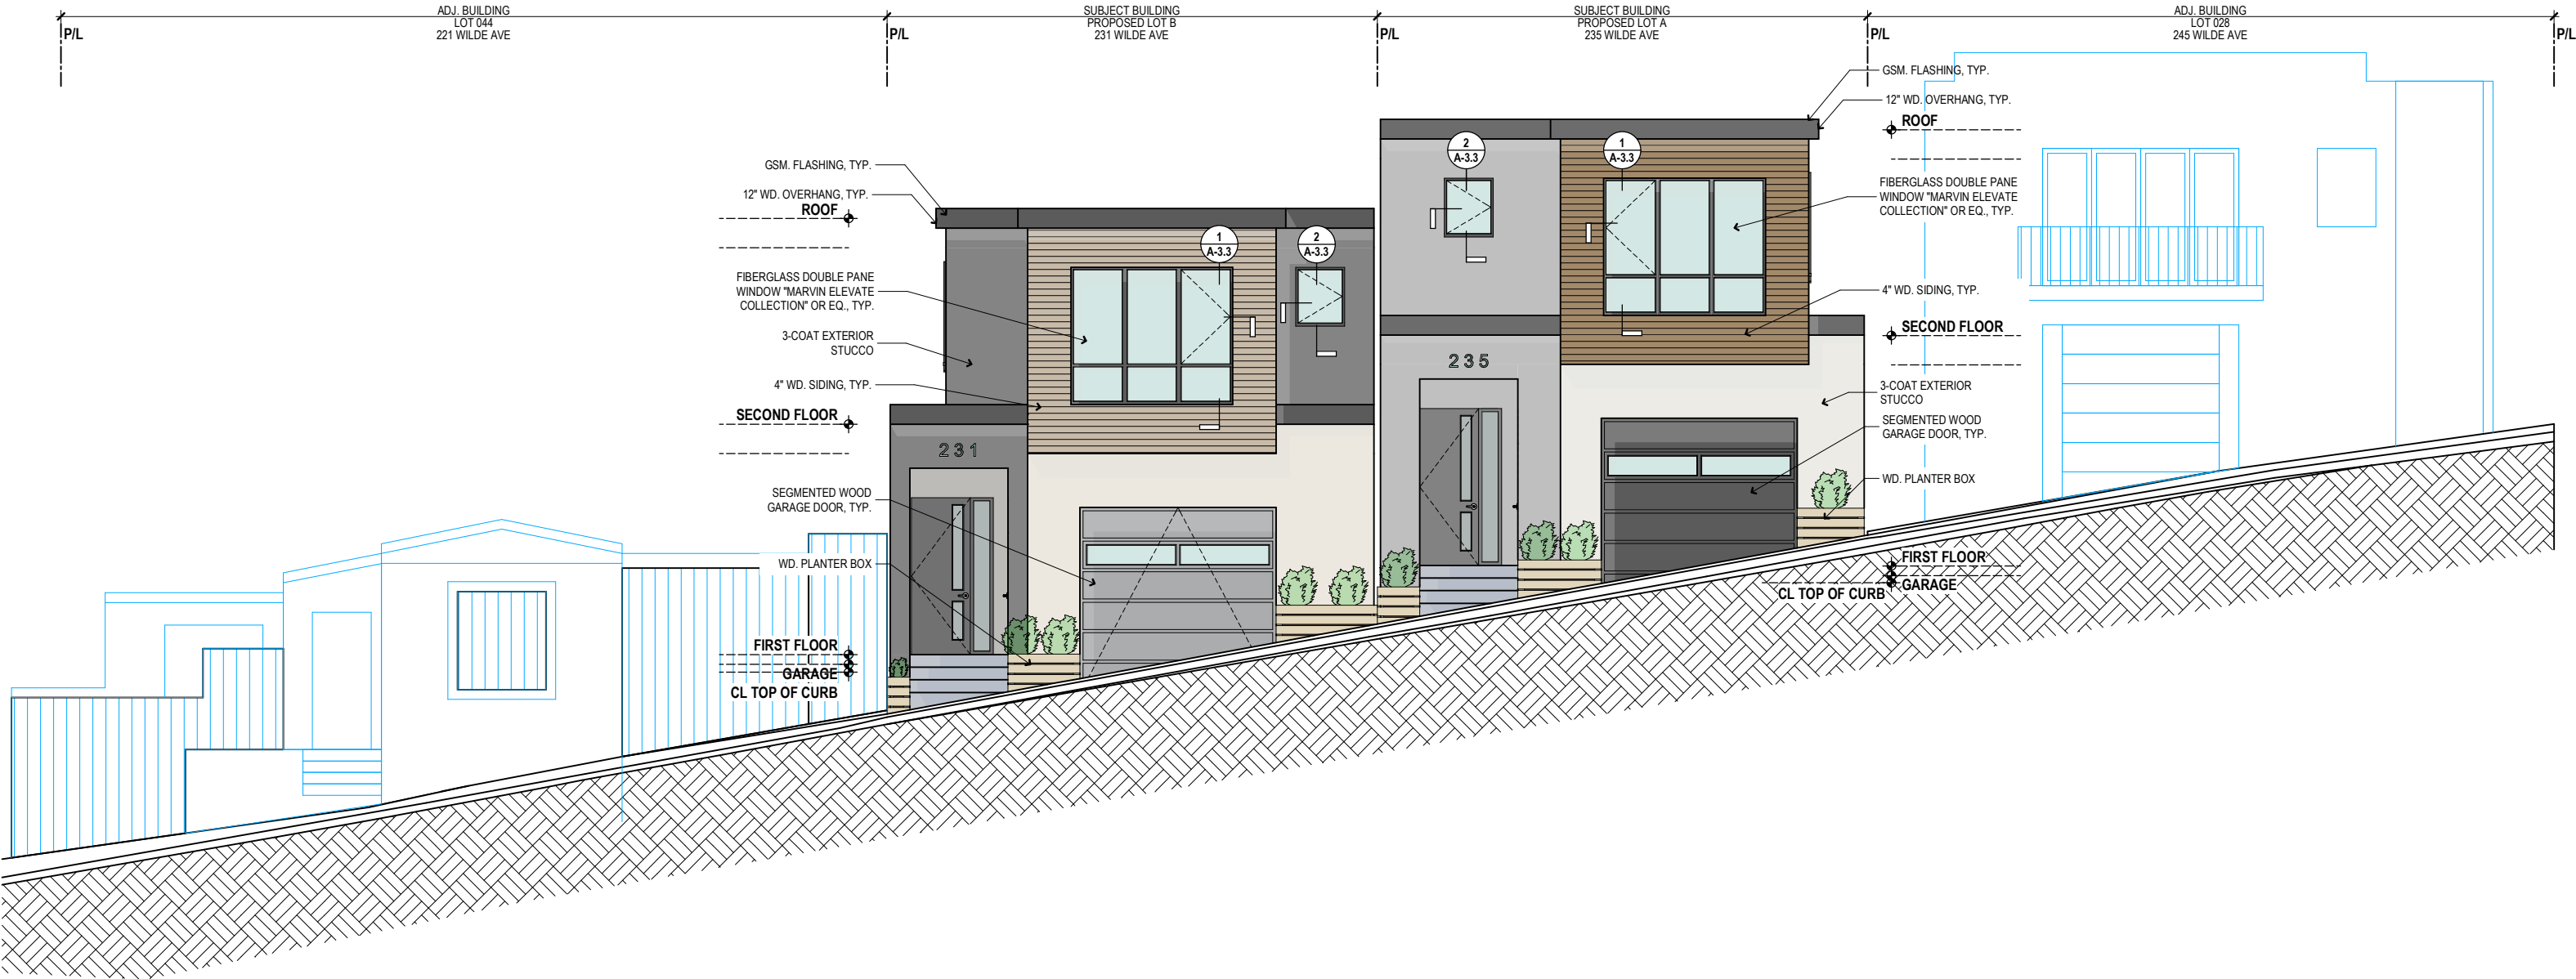 ADJ. BUILDING
LOT 044
221 WILDE AVE
SUBJECT BUILDING
PROPOSED LOT B
231 WILDE AVE
SUBJECT BUILDING
PROPOSED LOT A
235 WILDE AVE
ADJ. BUILDING
LOT 028
245 WILDE AVE
P/L
P/L
P/L
P/L
P/L
GSM. FLASHING, TYP.
12" WD. OVERHANG, TYP.
ROOF
FIBERGLASS DOUBLE PANE
WINDOW "MARVIN ELEVATE
COLLECTION" OR EQ., TYP.
3-COAT EXTERIOR
STUCCO
4" WD. SIDING, TYP.
SECOND FLOOR
SEGMENTED WOOD
GARAGE DOOR, TYP.
WD. PLANTER BOX
FIRST FLOOR
GARAGE
CL TOP OF CURB
1
A-3.3
2
A-3.3
231
2
A-3.3
1
A-3.3
235
GSM. FLASHING, TYP.
12" WD. OVERHANG, TYP.
ROOF
FIBERGLASS DOUBLE PANE
WINDOW "MARVIN ELEVATE
COLLECTION" OR EQ., TYP.
4" WD. SIDING, TYP.
SECOND FLOOR
3-COAT EXTERIOR
STUCCO
SEGMENTED WOOD
GARAGE DOOR, TYP.
WD. PLANTER BOX
FIRST FLOOR
GARAGE
CL TOP OF CURB